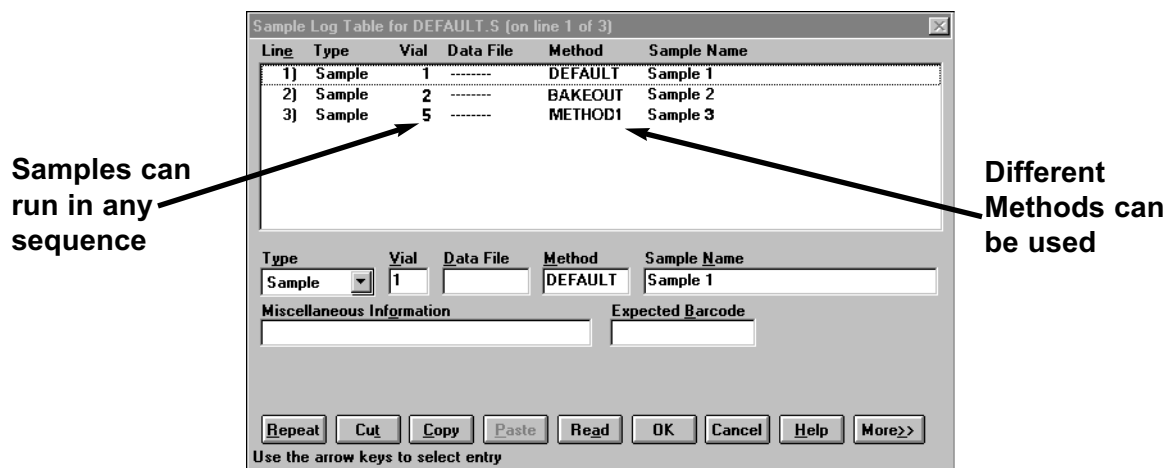 Sample Log Table for DEFAULT.S (on line 1 of 3)
Line Type Vial Data File Method Sample Name
1) Sample 1 -------- DEFAULT Sample 1
2) Sample 2 -------- BAKEOUT Sample 2
3) Sample 5 -------- METHOD1 Sample 3
Samples can
run in any
sequence
Different
Methods can
be used
Type Vial Data File Method Sample Name
Sample 1 DEFAULT Sample 1
Miscellaneous Information Expected Barcode
Repeat Cut Copy Paste Read OK Cancel Help More>>
Use the arrow keys to select entry